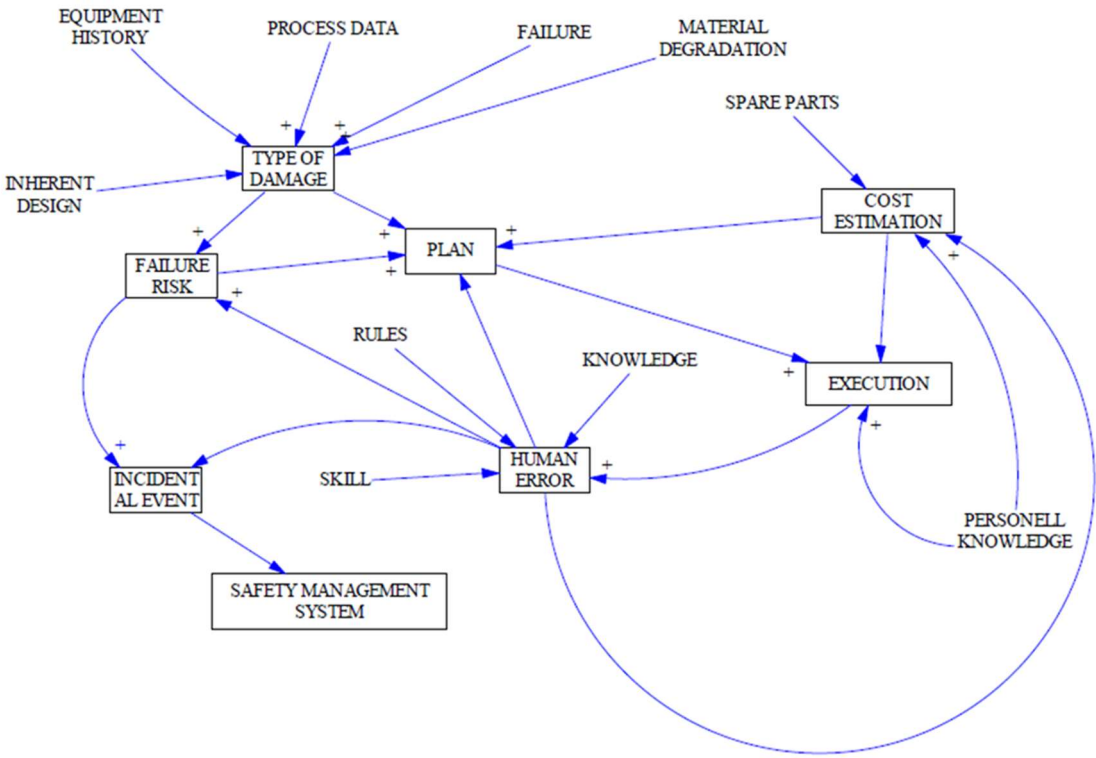 EQUIPMENT
HISTORY
PROCESS DATA
FAILURE
MATERIAL
DEGRADATION
SPARE PARTS
+
+
+
TYPE OF
DAMAGE
INHERENT
DESIGN
COST
ESTIMATION
+
+
+
+
PLAN
FAILURE
RISK
+
+
+
RULES
KNOWLEDGE
+
EXECUTION
+
+
INCIDENT
AL EVENT
SKILL
HUMAN
ERROR
+
PERSONELL
KNOWLEDGE
SAFETY MANAGEMENT
SYSTEM